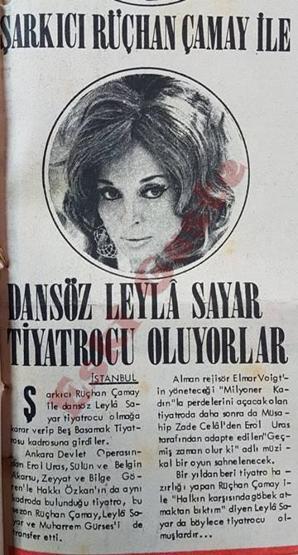 ŞARKICI RÜÇHAN ÇAMAY İLE
DANSÖZ LEYLÂ SAYAR
TİYATROCU OLUYORLAR
İSTANBUL
Şarkıcı Rüçhan Çamay
ile dansöz Leylâ Sa-
yar tiyatrocu olmağa
karar verip Beş Basamak Tiyat-
rosu kadrosuna girdiler.
Ankara Devlet Operasın-
dan Erol Uras, Sülün ve Belgin
Akarsu, Zeyyat ve Bilge Gö-
ren'le Hakkı Özkan'ın da aynı
kadroda bulunduğu tiyatro, bu
sezon Rüçhan Çamay, Leylâ Sa-
yar ve Muharrem Gürses'i de
transfer etti.
Alman rejisör Elmar Voigt'-
in yöneteceği "Milyoner Ka-
dın"la perdelerini açacak olan
tiyatroda daha sonra da Müsa-
hip Zade Celâl'den Erol Uras
tarafından adapte edilen "Geç-
miş zaman olur ki" adlı müzi-
kal bir oyun sahnelenecek.
Bir yıldan beri tiyatro ha-
zırlığı yapan Rüçhan Çamay i-
le "Halkın karşısında göbek at-
maktan bıktım" diyen Leylâ Sa-
yar da böylece tiyatrocu ol-
muşlardır...